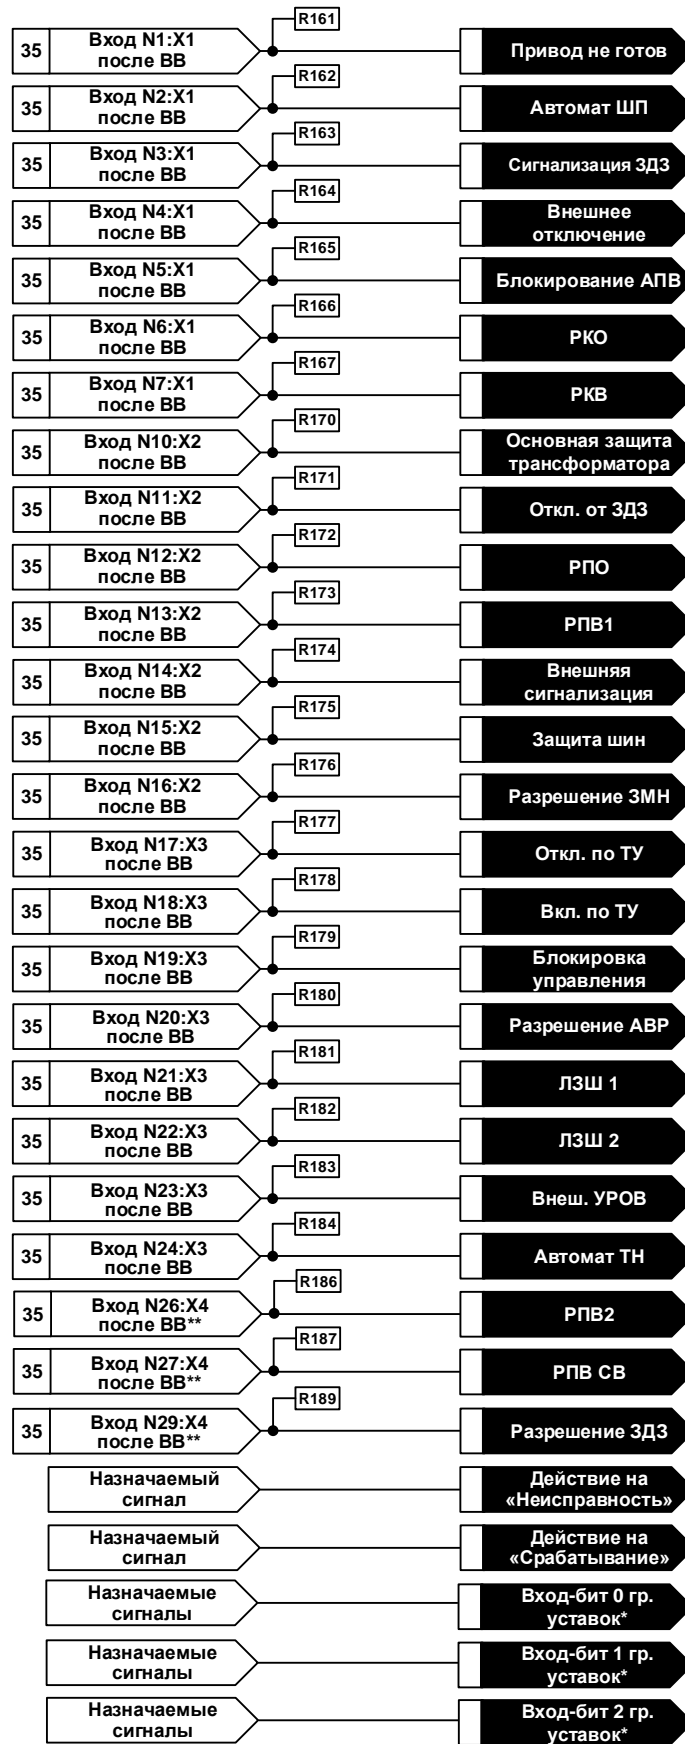 R161
35 Вход N1:X1 Привод не готов
после ВВ
R162
35 Вход N2:X1 Автомат ШП
после ВВ
R163
35 Вход N3:X1 Сигнализация ЗДЗ
после ВВ
R164
35 Вход N4:X1 Внешнее
после ВВ отключение
R165
35 Вход N5:X1 Блокирование АПВ
после ВВ
R166
35 Вход N6:X1 РКО
после ВВ
R167
35 Вход N7:X1 РКВ
после ВВ
R170
35 Вход N10:X2 Основная защита
после ВВ трансформатора
R171
35 Вход N11:X2 Откл. от ЗДЗ
после ВВ
R172
35 Вход N12:X2 РПО
после ВВ
R173
35 Вход N13:X2 РПВ1
после ВВ
R174
35 Вход N14:X2 Внешняя
после ВВ сигнализация
R175
35 Вход N15:X2 Защита шин
после ВВ
R176
35 Вход N16:X2 Разрешение ЗМН
после ВВ
R177
35 Вход N17:X3 Откл. по ТУ
после ВВ
R178
35 Вход N18:X3 Вкл. по ТУ
после ВВ
R179
35 Вход N19:X3 Блокировка
после ВВ управления
R180
35 Вход N20:X3 Разрешение АВР
после ВВ
R181
35 Вход N21:X3 ЛЗШ 1
после ВВ
R182
35 Вход N22:X3 ЛЗШ 2
после ВВ
R183
35 Вход N23:X3 Внеш. УРОВ
после ВВ
R184
35 Вход N24:X3 Автомат ТН
после ВВ
R186
35 Вход N26:X4 РПВ2
после ВВ**
R187
35 Вход N27:X4 РПВ СВ
после ВВ**
R189
35 Вход N29:X4 Разрешение ЗДЗ
после ВВ**
Назначаемый Действие на
сигнал «Неисправность»
Назначаемый Действие на
сигнал «Срабатывание»
Назначаемые Вход-бит 0 гр.
сигналы уставок*
Назначаемые Вход-бит 1 гр.
сигналы уставок*
Назначаемые Вход-бит 2 гр.
сигналы уставок*